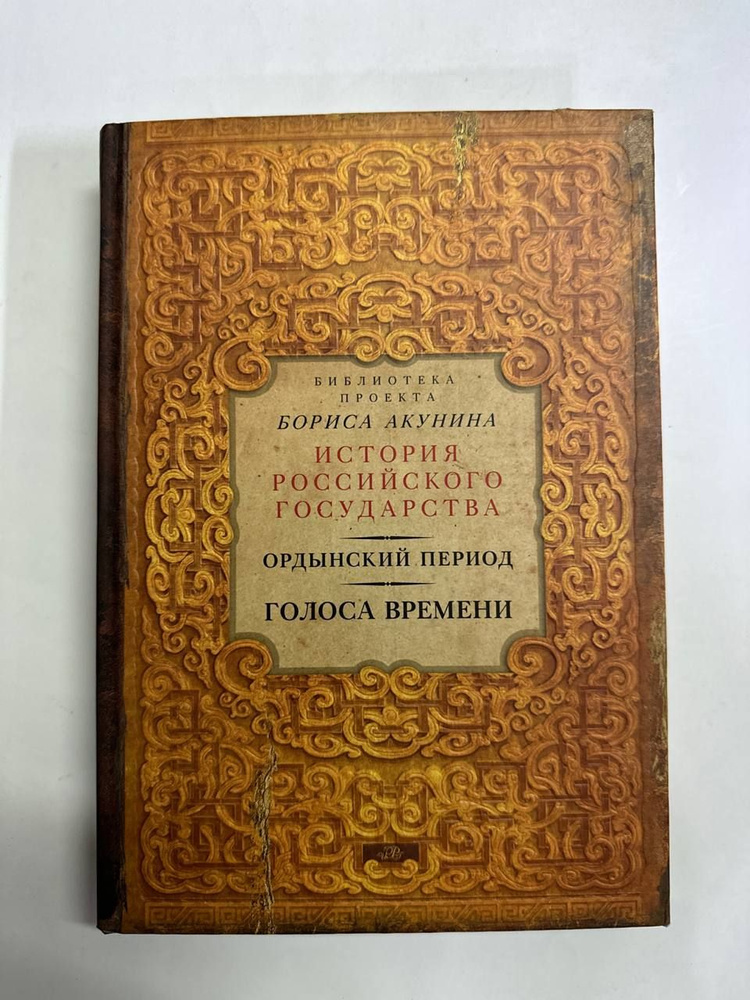 БИБЛИОТЕКА
ПРОЕКТА
БОРИСА АКУНИНА
ИСТОРИЯ
РОССИЙСКОГО
ГОСУДАРСТВА
ОРДЫНСКИЙ ПЕРИОД
ГОЛОСА ВРЕМЕНИ